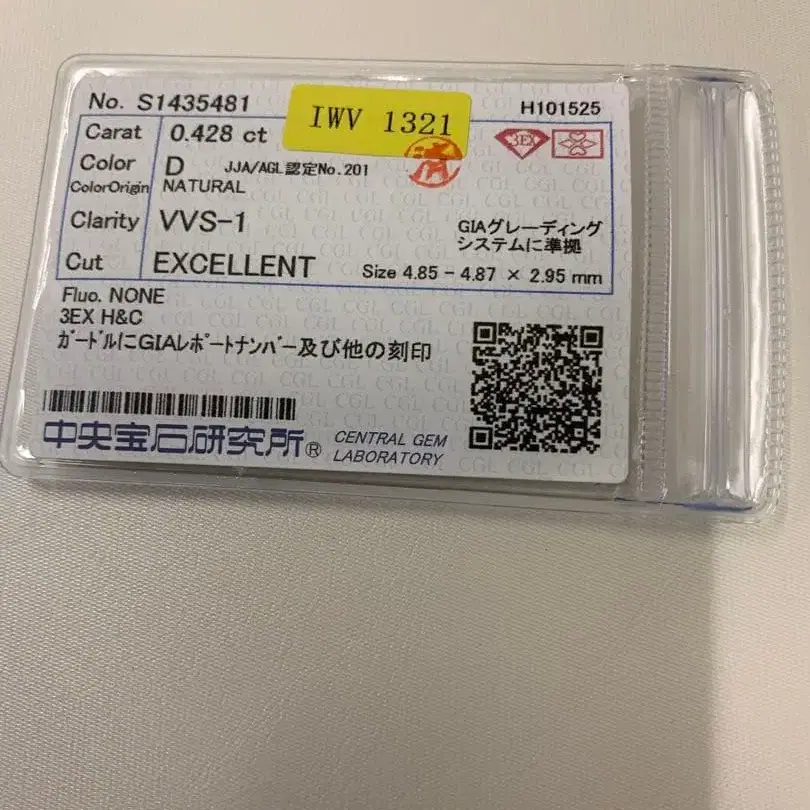 No. S1435481
IWV 1321
H101525
Carat 0.428 ct
3EX
Color D JJA/AGL認定No.201
ColorOrigin NATURAL
Clarity VVS-1
GIAグレーディング
システムに準拠
Cut EXCELLENT Size 4.85 - 4.87 × 2.95 mm
Fluo. NONE
3EX H&C
ガードルにGIAレポートナンバー及び他の刻印
中央宝石研究所®
CENTRAL GEM
LABORATORY